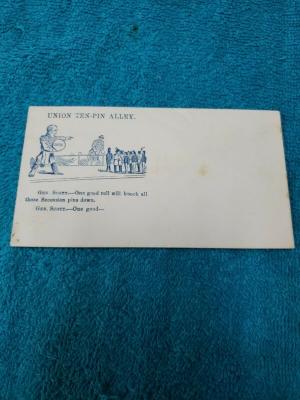 UNION TEN-PIN ALLEY.
GEN. SCOTT.—One good roll will knock all
those Secession pins down.
GEN. SCOTT.—One good—